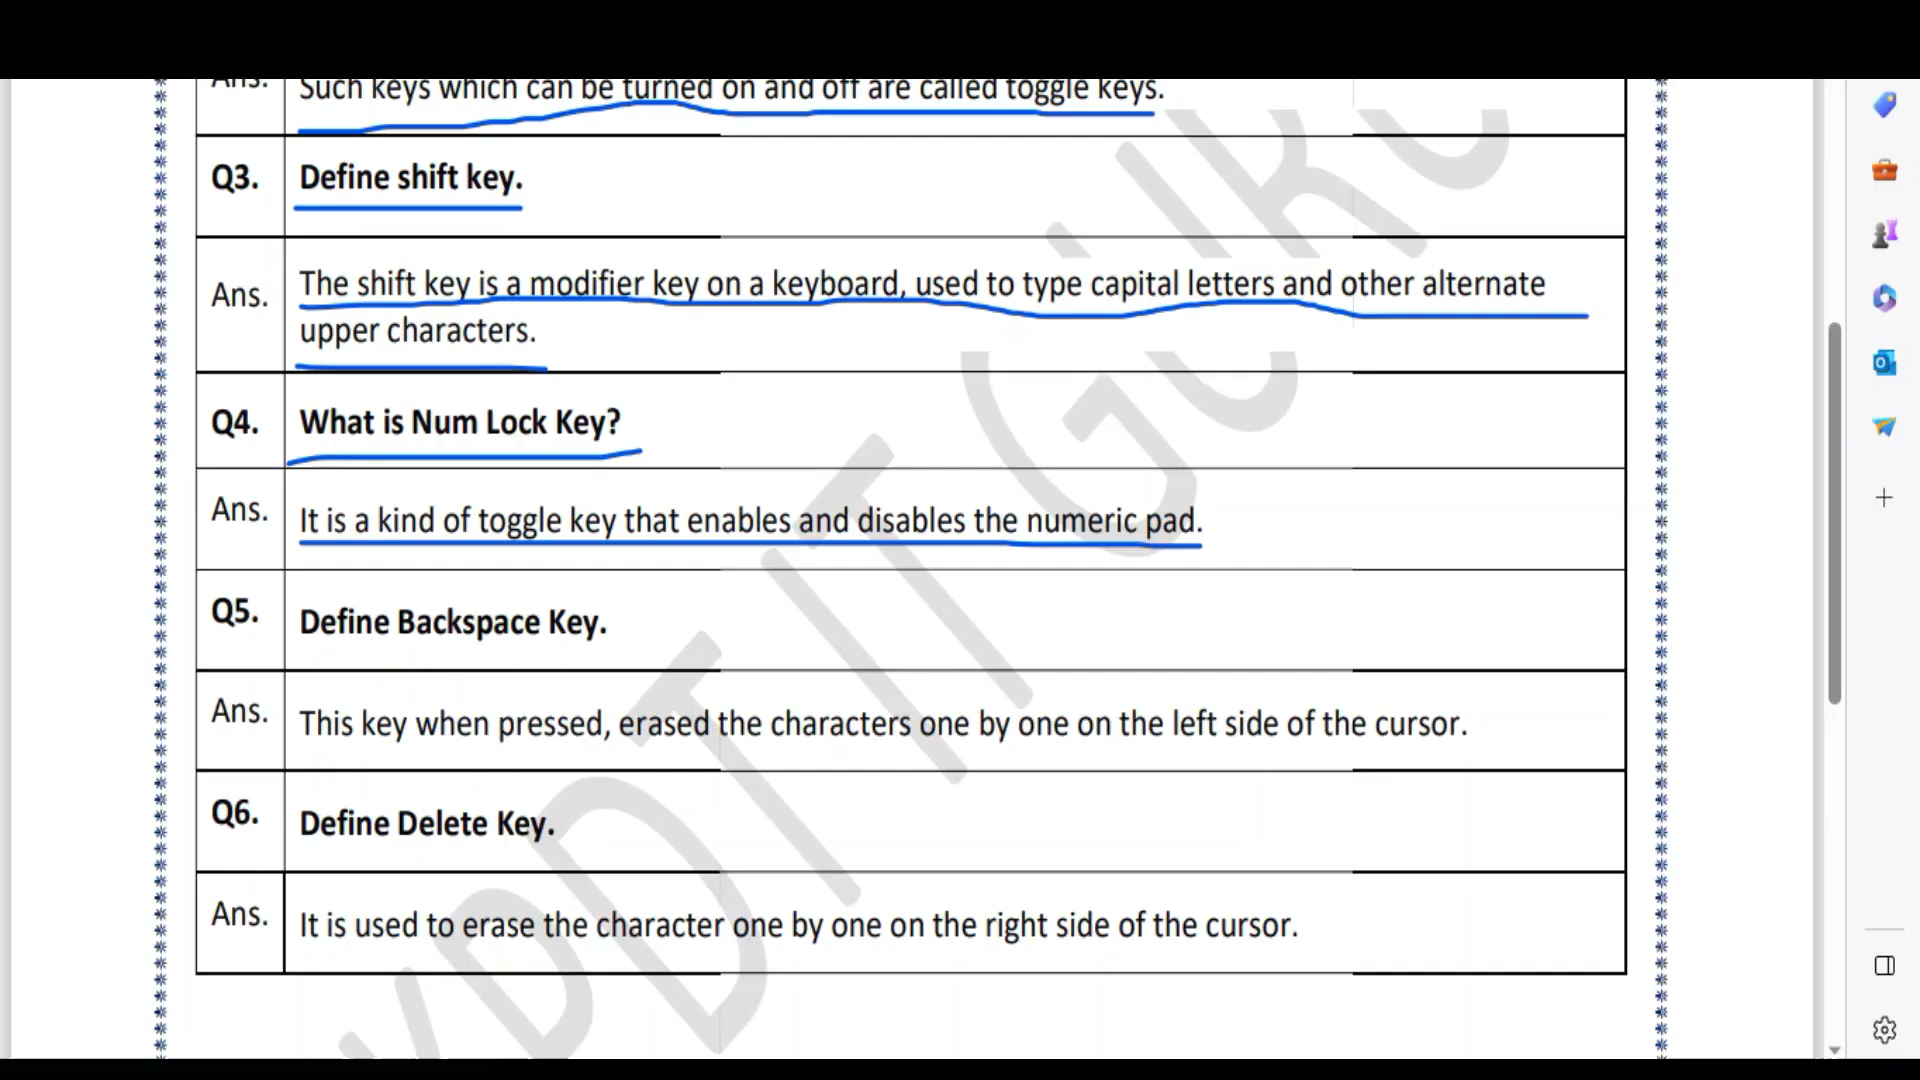 Ans. Such keys which can be turned on and off are called toggle keys.
Q3. Define shift key.
Ans. The shift key is a modifier key on a keyboard, used to type capital letters and other alternate
upper characters.
Q4. What is Num Lock Key?
Ans. It is a kind of toggle key that enables and disables the numeric pad.
Q5. Define Backspace Key.
Ans. This key when pressed, erased the characters one by one on the left side of the cursor.
Q6. Define Delete Key.
Ans. It is used to erase the character one by one on the right side of the cursor.